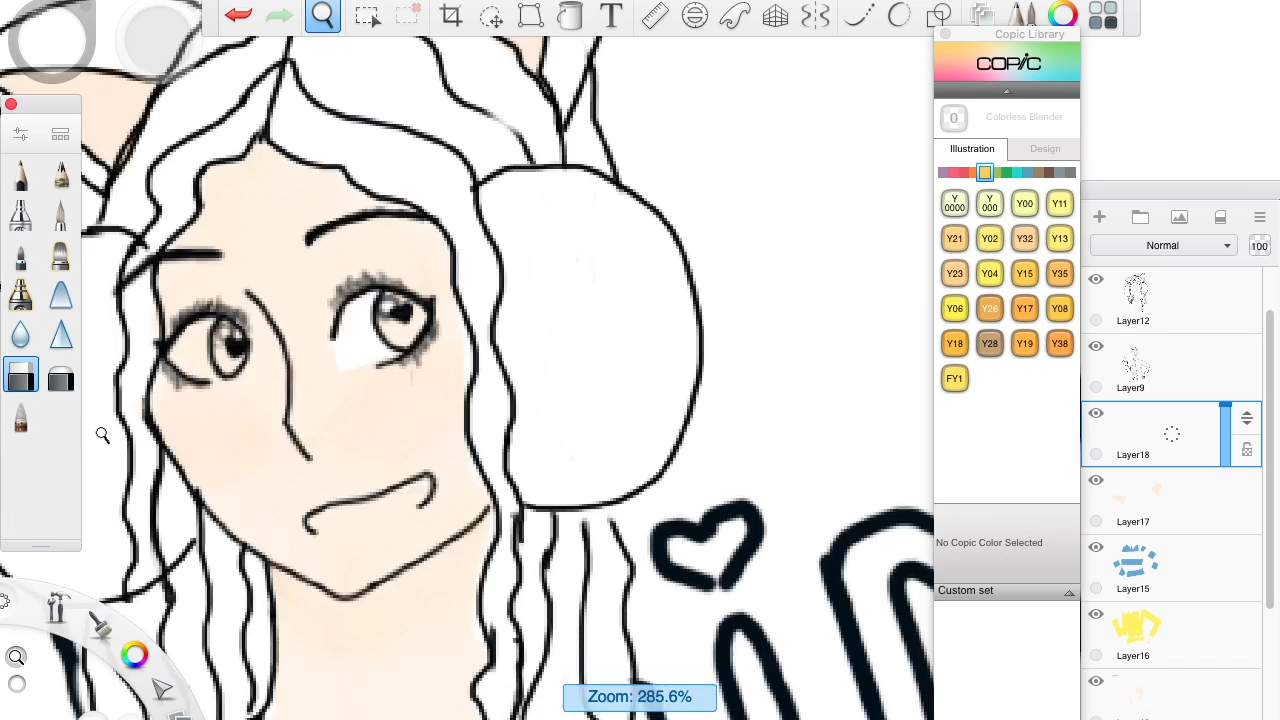 Copic Library
COPIC
0 Colorless Blender
Illustration Design
Y0000 Y000 Y00 Y11
Y21 Y02 Y32 Y13
Y23 Y04 Y15 Y35
Y06 Y26 Y17 Y08
Y18 Y28 Y19 Y38
FY1
No Copic Color Selected
Custom set
Normal 100
Layer12
Layer9
Layer18
Layer17
Layer15
Layer16
Zoom: 285.6%